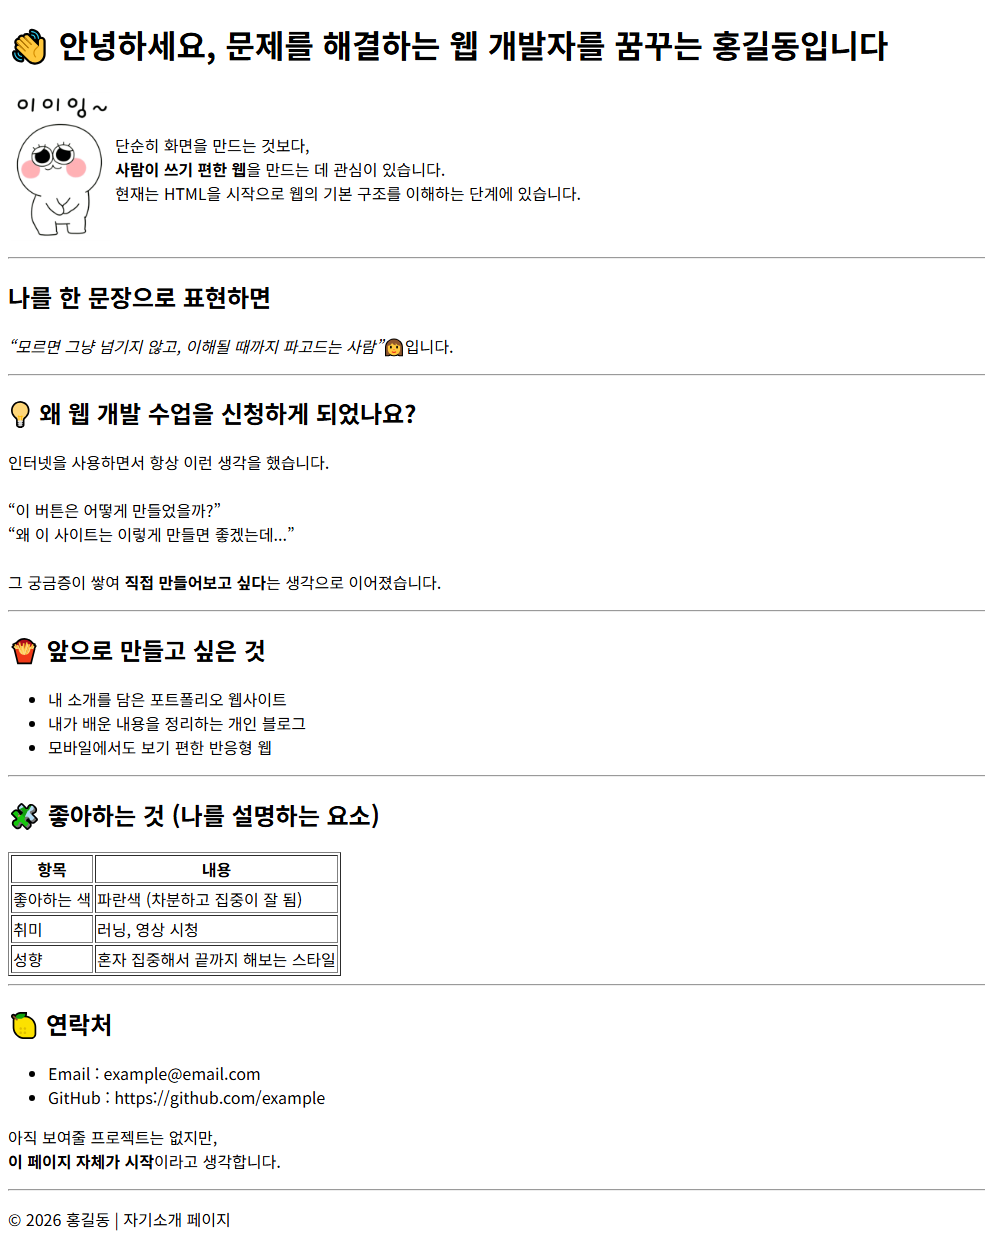 👋 안녕하세요, 문제를 해결하는 웹 개발자를 꿈꾸는 홍길동입니다
이이잉~
단순히 화면을 만드는 것보다,
사람이 쓰기 편한 웹을 만드는 데 관심이 있습니다.
현재는 HTML을 시작으로 웹의 기본 구조를 이해하는 단계에 있습니다.
나를 한 문장으로 표현하면
“모르면 그냥 넘기지 않고, 이해될 때까지 파고드는 사람”👩입니다.
💡 왜 웹 개발 수업을 신청하게 되었나요?
인터넷을 사용하면서 항상 이런 생각을 했습니다.
“이 버튼은 어떻게 만들었을까?”
“왜 이 사이트는 이렇게 만들면 좋겠는데...”
그 궁금증이 쌓여 직접 만들어보고 싶다는 생각으로 이어졌습니다.
🍟 앞으로 만들고 싶은 것
• 내 소개를 담은 포트폴리오 웹사이트
• 내가 배운 내용을 정리하는 개인 블로그
• 모바일에서도 보기 편한 반응형 웹
🧩 좋아하는 것 (나를 설명하는 요소)
항목 내용
좋아하는 색 파란색 (차분하고 집중이 잘 됨)
취미 러닝, 영상 시청
성향 혼자 집중해서 끝까지 해보는 스타일
🍋 연락처
• Email : example@email.com
• GitHub : https://github.com/example
아직 보여줄 프로젝트는 없지만,
이 페이지 자체가 시작이라고 생각합니다.
© 2026 홍길동 | 자기소개 페이지